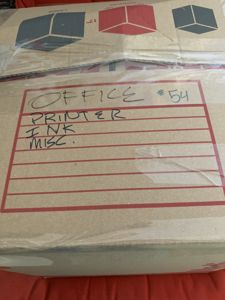 OFFICE #54
PRINTER
INK
MISC.